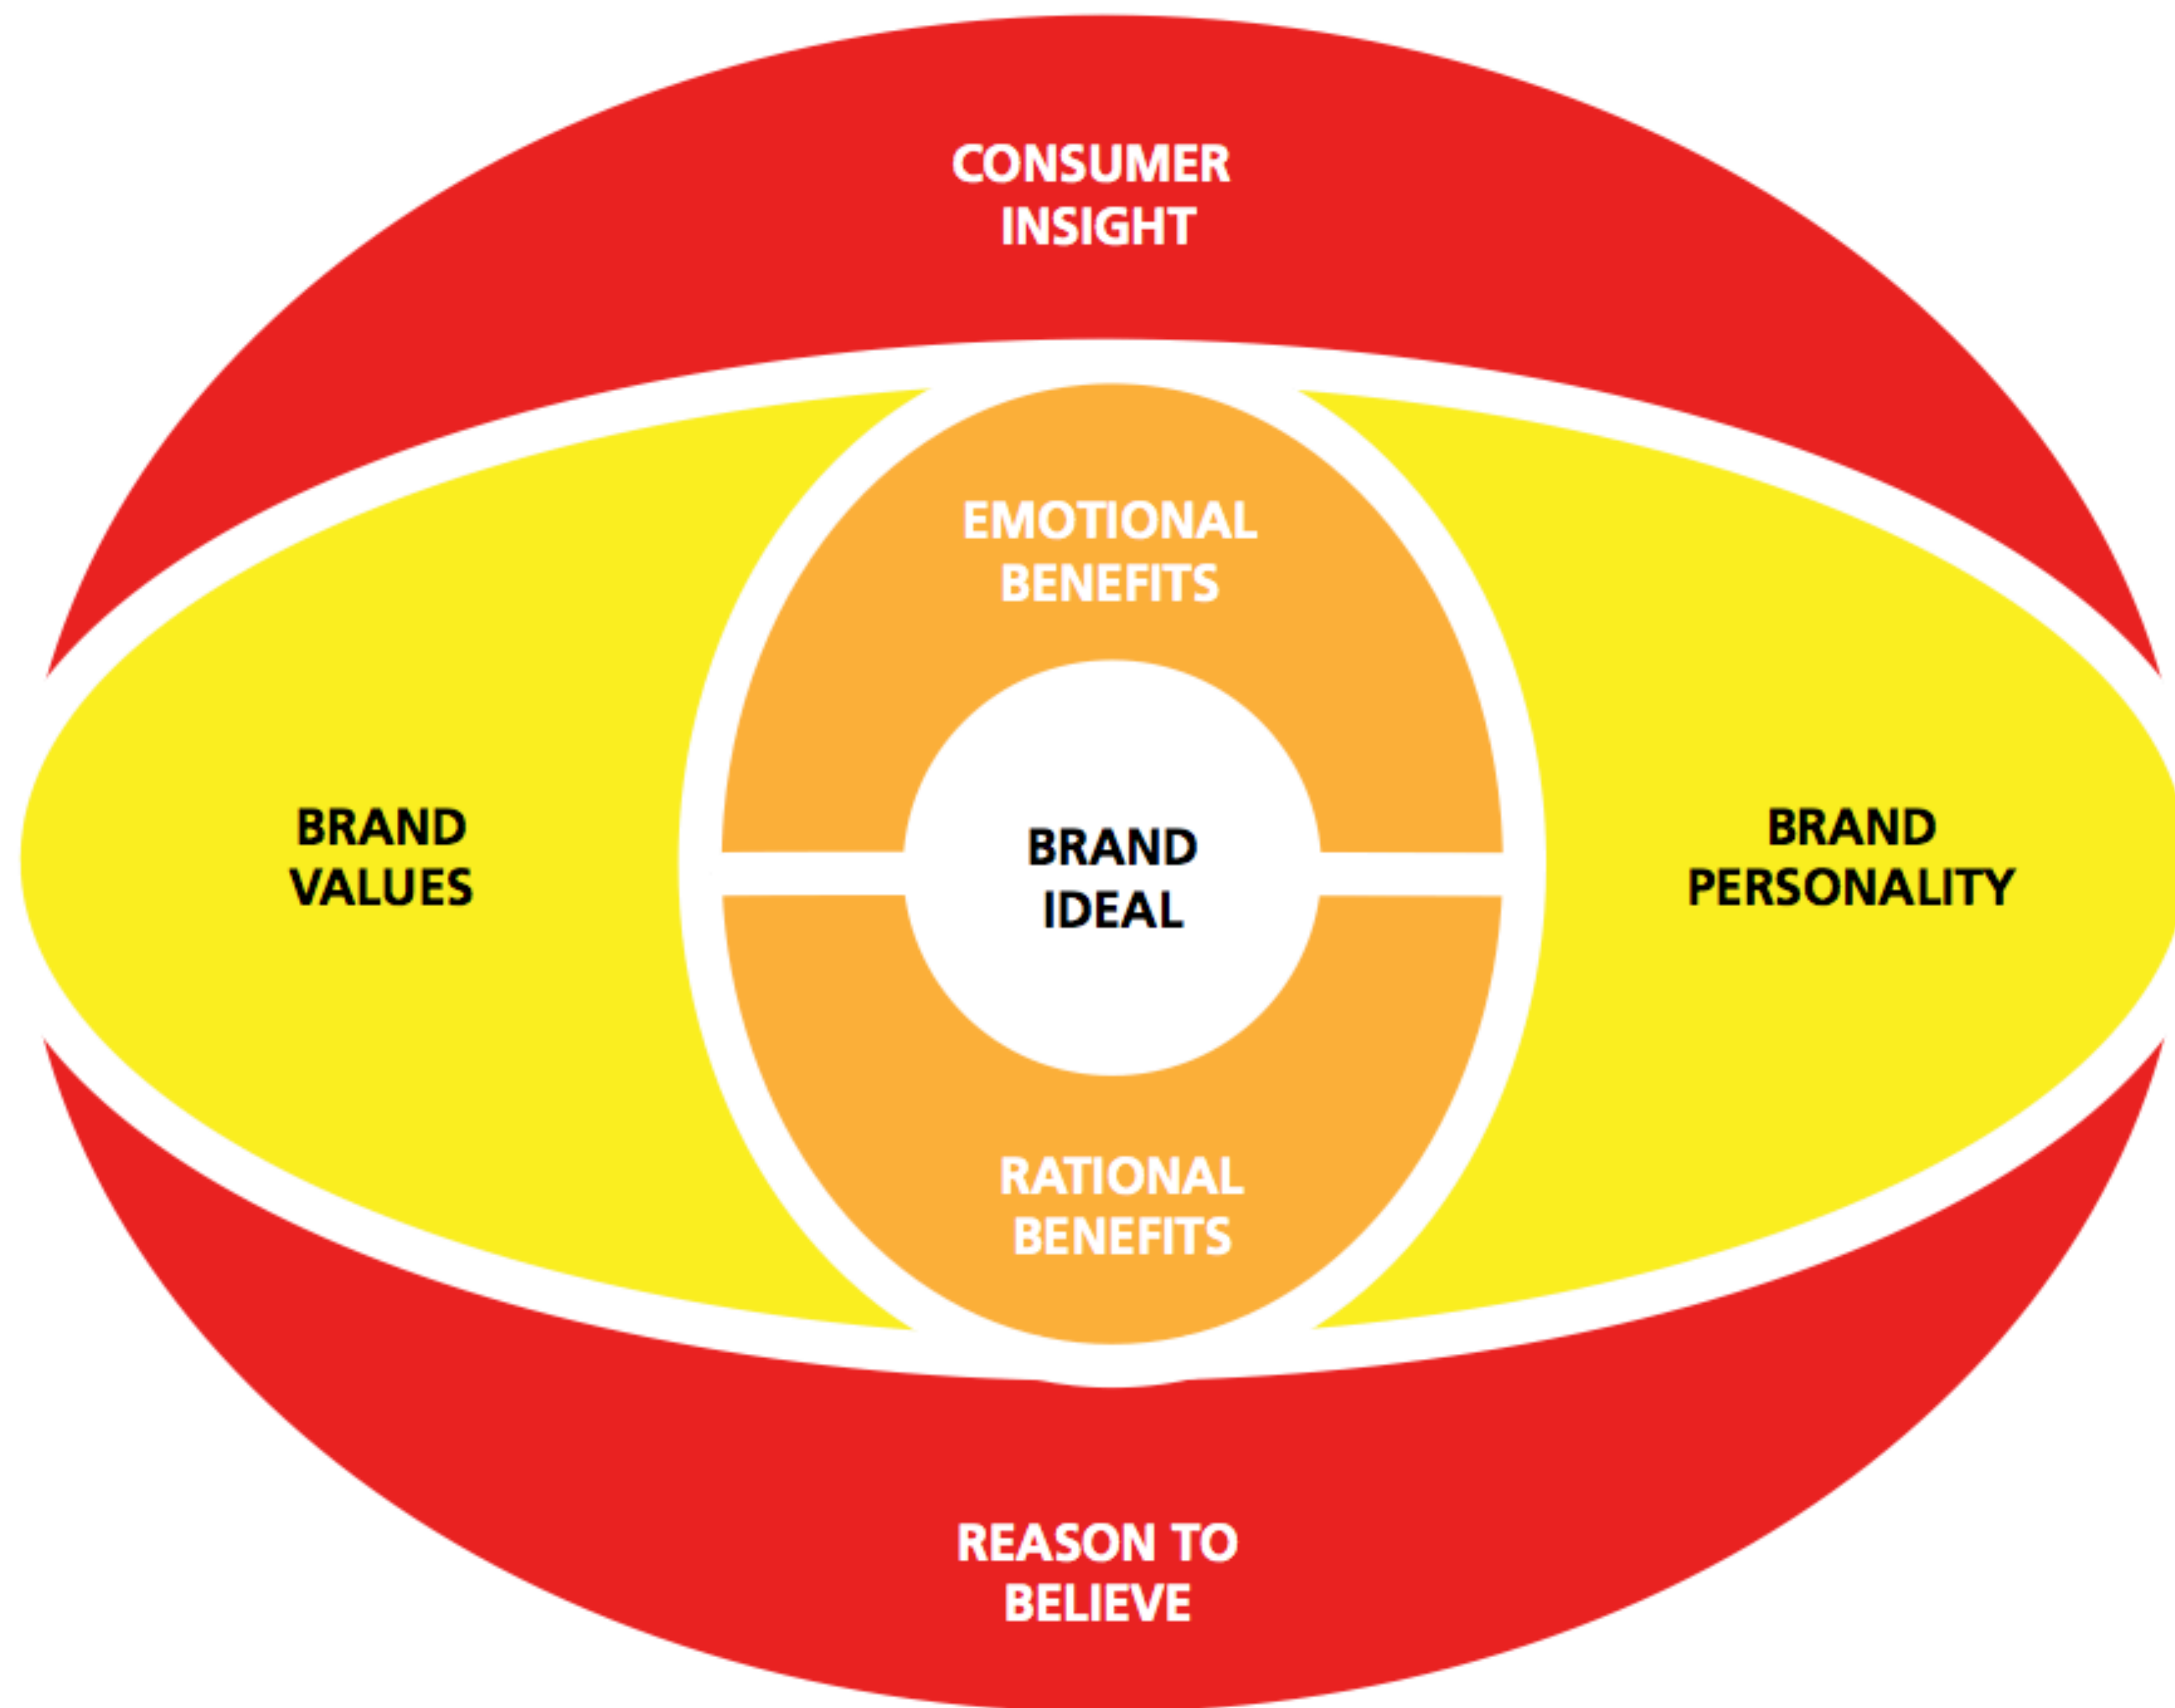 CONSUMER
INSIGHT
EMOTIONAL
BENEFITS
BRAND
VALUES
BRAND
IDEAL
BRAND
PERSONALITY
RATIONAL
BENEFITS
REASON TO
BELIEVE